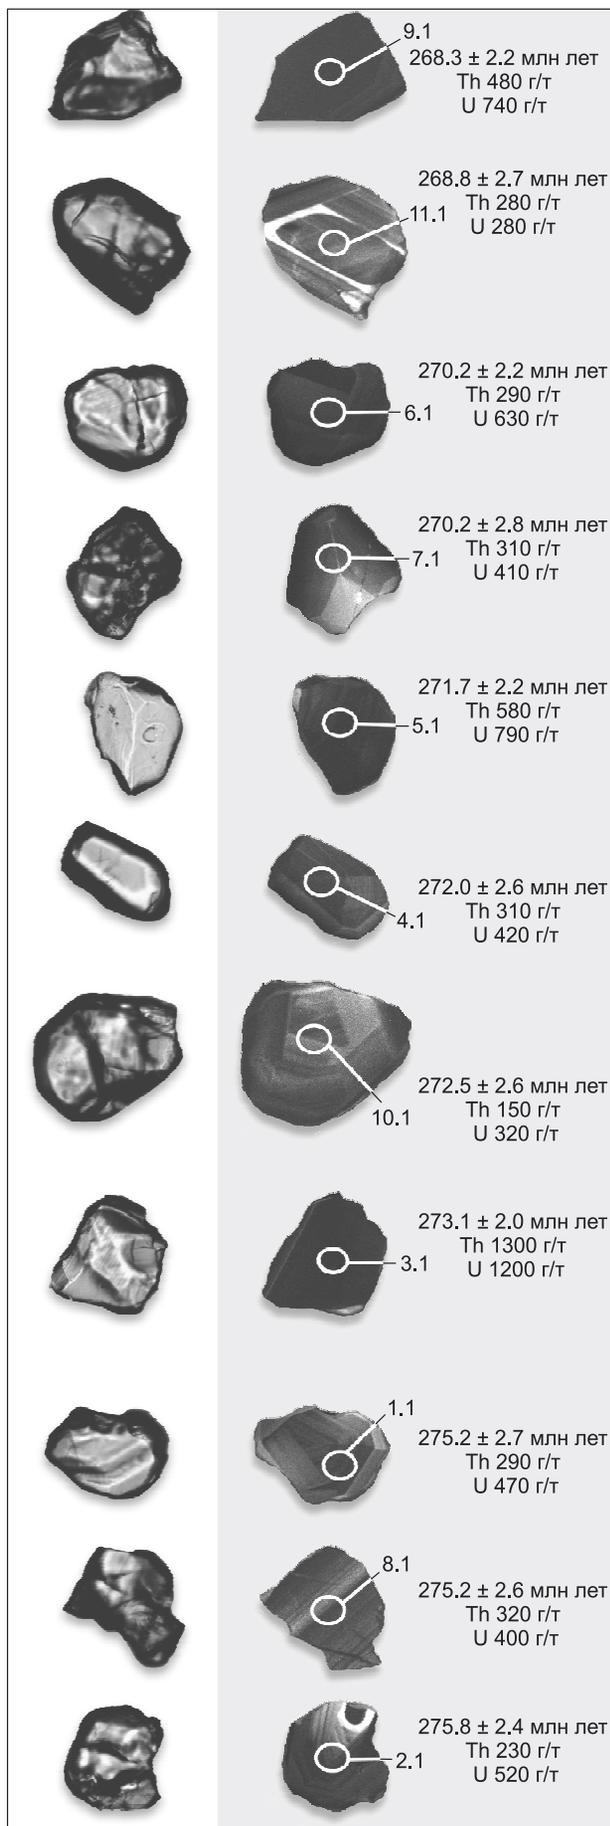 9.1
268.3 ± 2.2 млн лет
Th 480 г/т
U 740 г/т
268.8 ± 2.7 млн лет
Th 280 г/т
11.1
U 280 г/т
270.2 ± 2.2 млн лет
Th 290 г/т
6.1
U 630 г/т
270.2 ± 2.8 млн лет
Th 310 г/т
7.1
U 410 г/т
271.7 ± 2.2 млн лет
Th 580 г/т
5.1
U 790 г/т
272.0 ± 2.6 млн лет
Th 310 г/т
4.1
U 420 г/т
272.5 ± 2.6 млн лет
10.1
Th 150 г/т
U 320 г/т
273.1 ± 2.0 млн лет
Th 1300 г/т
3.1
U 1200 г/т
1.1
275.2 ± 2.7 млн лет
Th 290 г/т
U 470 г/т
8.1
275.2 ± 2.6 млн лет
Th 320 г/т
U 400 г/т
275.8 ± 2.4 млн лет
Th 230 г/т
2.1
U 520 г/т